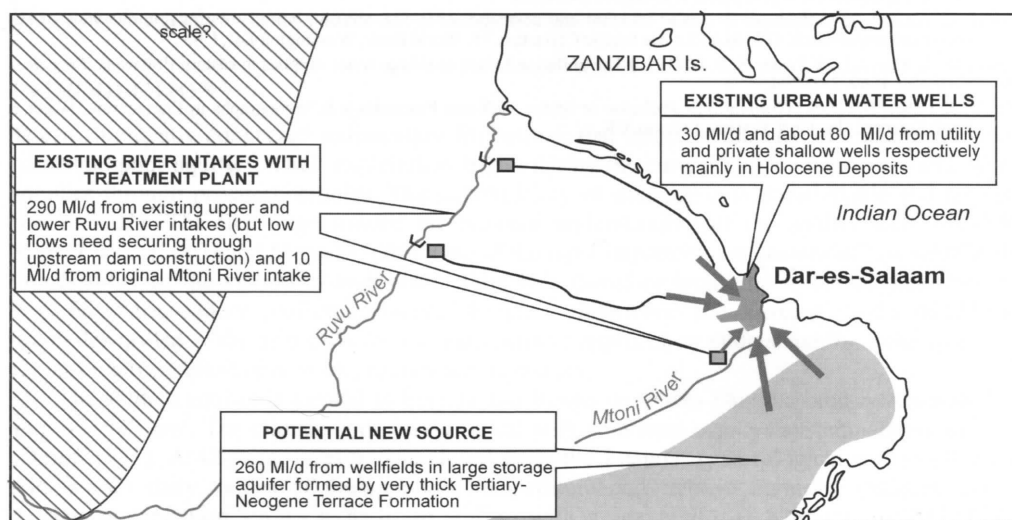 scale?
ZANZIBAR Is.
EXISTING URBAN WATER WELLS
30 Ml/d and about 80 Ml/d from utility
and private shallow wells respectively
mainly in Holocene Deposits
EXISTING RIVER INTAKES WITH
TREATMENT PLANT
290 Ml/d from existing upper and
lower Ruvu River intakes (but low
flows need securing through
upstream dam construction) and 10
Ml/d from original Mtoni River intake
Indian Ocean
Dar-es-Salaam
Ruvu River
Mtoni River
POTENTIAL NEW SOURCE
260 Ml/d from wellfields in large storage
aquifer formed by very thick Tertiary-
Neogene Terrace Formation